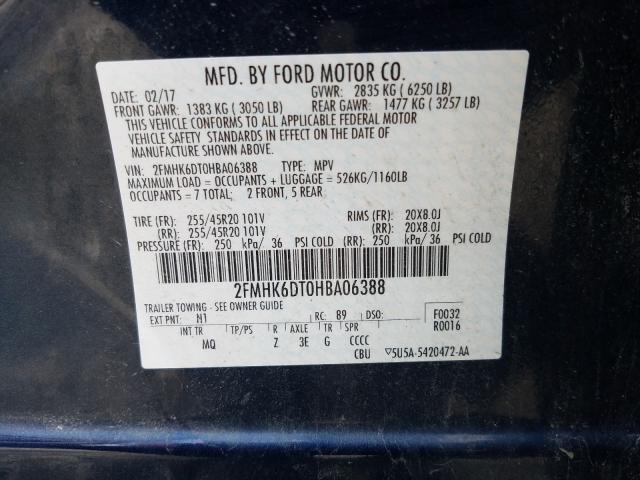 MFD. BY FORD MOTOR CO.
DATE: 02/17 GVWR: 2835 KG ( 6250 LB)
FRONT GAWR: 1383 KG ( 3050 LB) REAR GAWR: 1477 KG ( 3257 LB)
THIS VEHICLE CONFORMS TO ALL APPLICABLE FEDERAL MOTOR
VEHICLE SAFETY STANDARDS IN EFFECT ON THE DATE OF
MANUFACTURE SHOWN ABOVE.
VIN: 2FMHK6DT0HBA06388 TYPE: MPV
MAXIMUM LOAD = OCCUPANTS + LUGGAGE = 526KG/1160LB
OCCUPANTS = 7 TOTAL; 2 FRONT, 5 REAR
TIRE (FR): 255/45R20 101V RIMS (FR): 20X8.0J
(RR): 255/45R20 101V (RR): 20X8.0J
PRESSURE (FR): 250 kPa/ 36 PSI COLD (RR): 250 kPa/ 36 PSI COLD
2FMHK6DT0HBA06388
TRAILER TOWING - SEE OWNER GUIDE
EXT PNT: N1 RC: 89 DSO: F0032
R0016
INT TR TP/PS R AXLE TR SPR
MQ Z 3E G CCCC
CBU ▽5U5A-5420472-AA